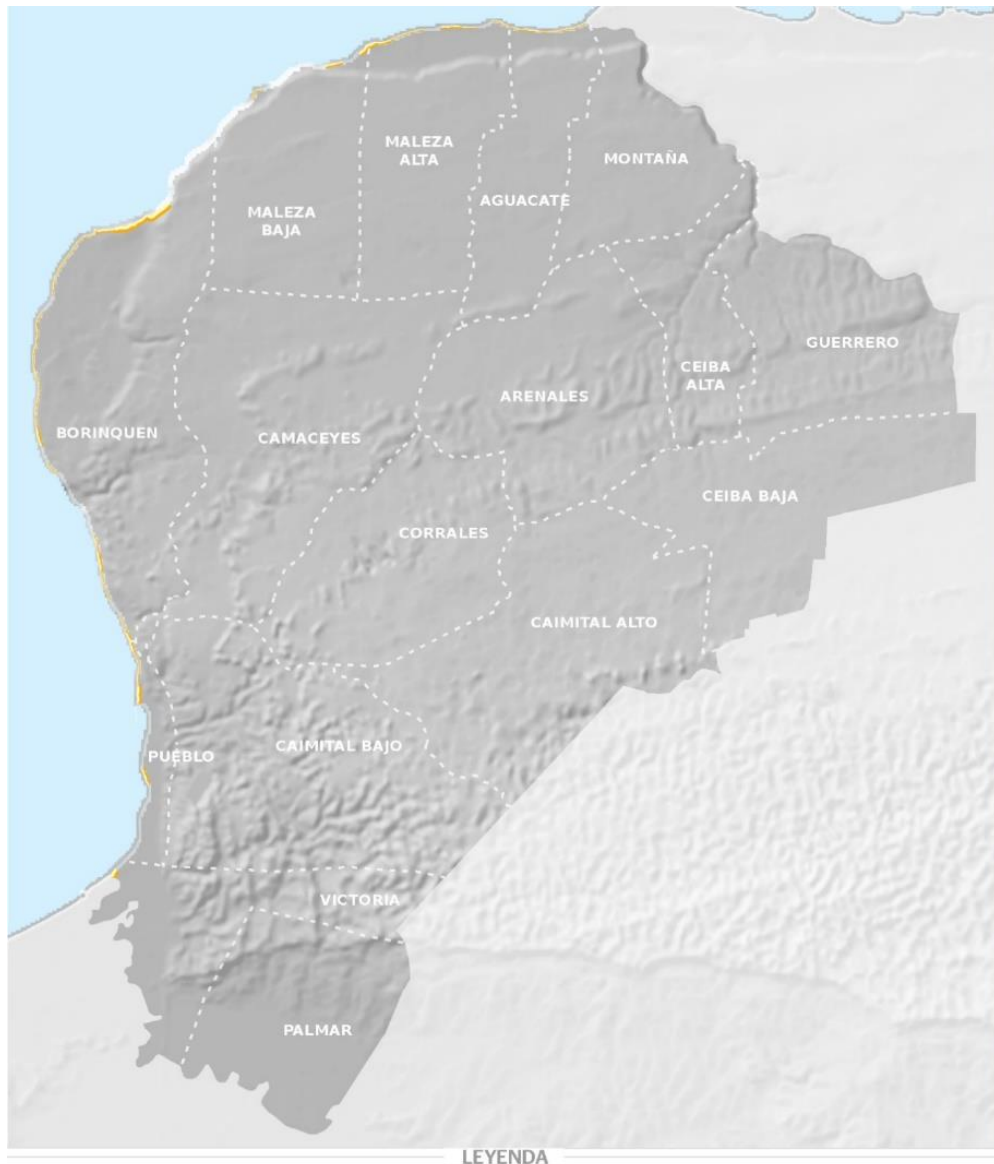 MALEZA
ALTA
MONTAÑA
AGUACATE
MALEZA
BAJA
GUERRERO
CEIBA
ALTA
ARENALES
BORINQUEN
CAMACEYES
CEIBA BAJA
CORRALES
CAIMITAL ALTO
CAIMITAL BAJO
PUEBLO
VICTORIA
PALMAR
LEYENDA